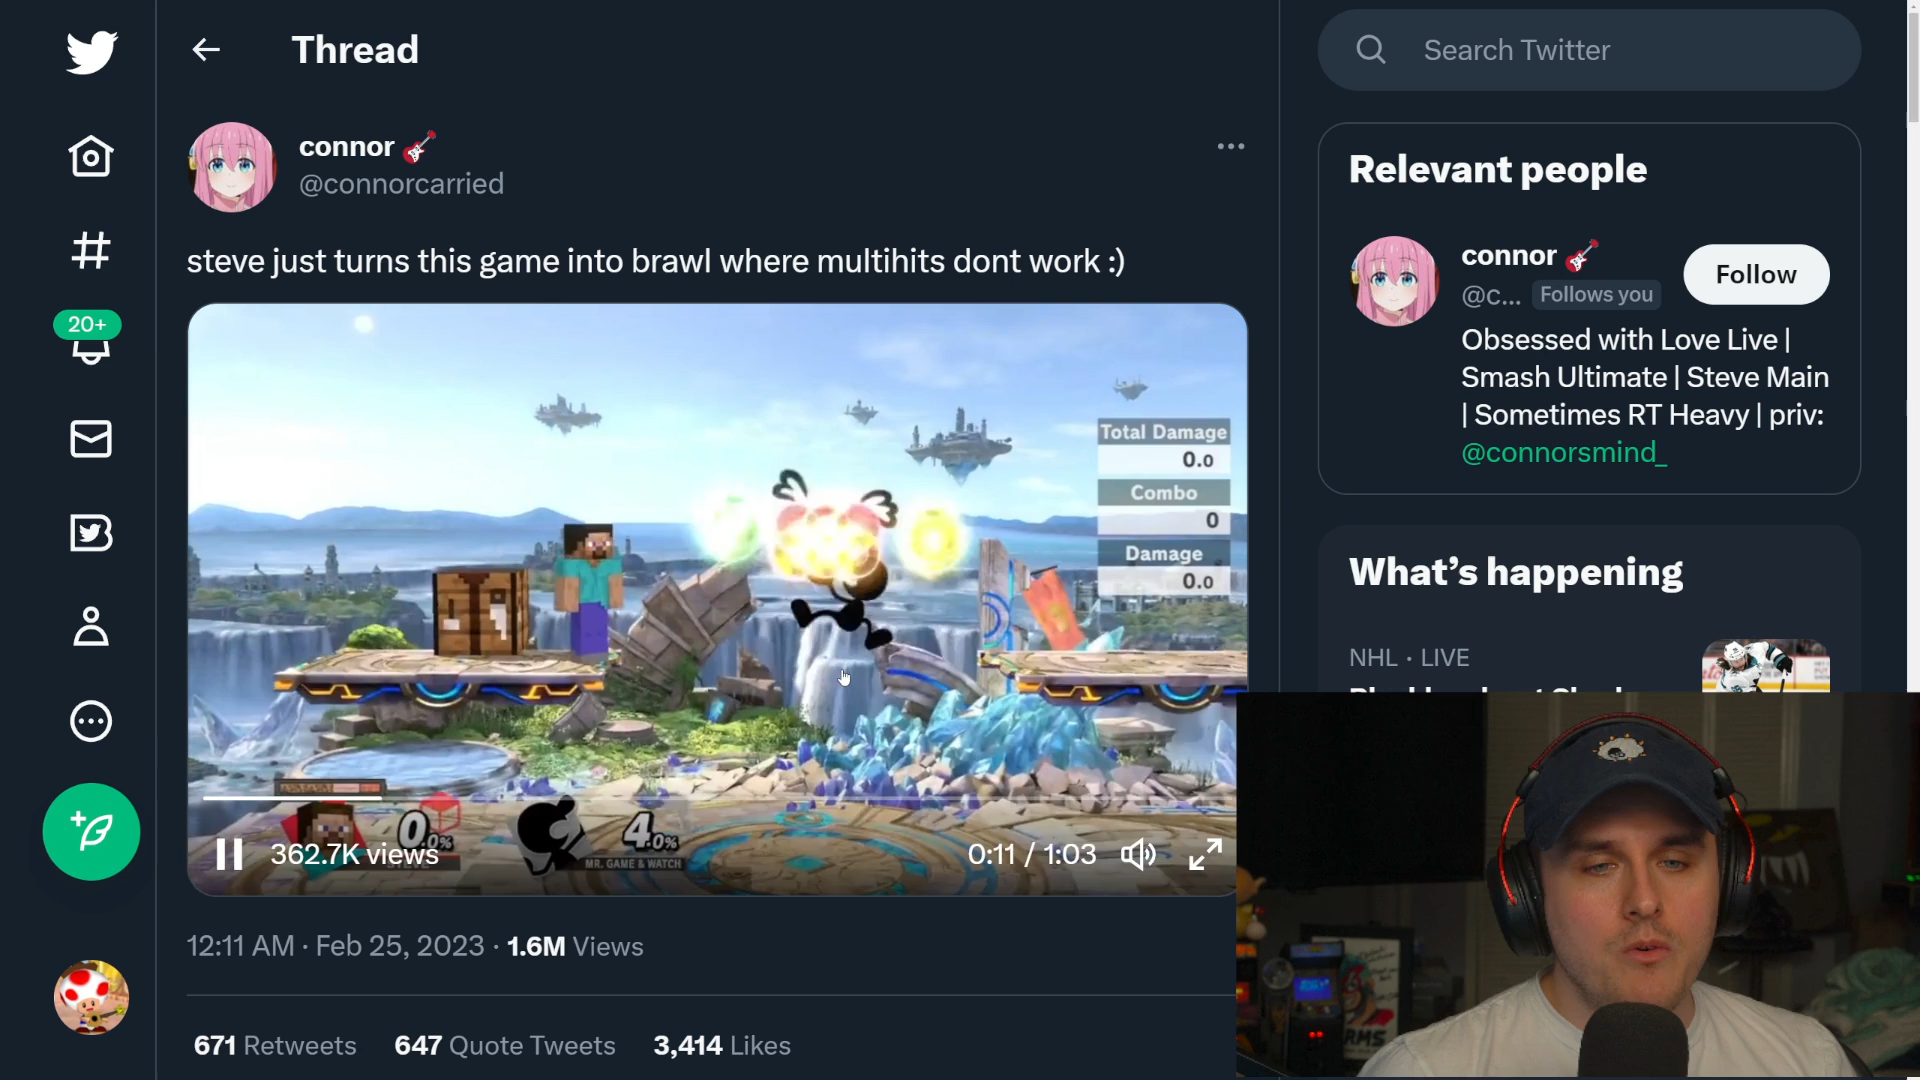 Thread
Search Twitter
connor
@connorcarried
steve just turns this game into brawl where multihits dont work :)
Total Damage
0.0
Combo
0
Damage
0.0
0.0%
4.0%
MR. GAME & WATCH
362.7K views
0:11 / 1:03
12:11 AM · Feb 25, 2023 · 1.6M Views
671 Retweets 647 Quote Tweets 3,414 Likes
20+
Relevant people
connor
@c... Follows you
Follow
Obsessed with Love Live |
Smash Ultimate | Steve Main
| Sometimes RT Heavy | priv:
@connorsmind_
What's happening
NHL · LIVE